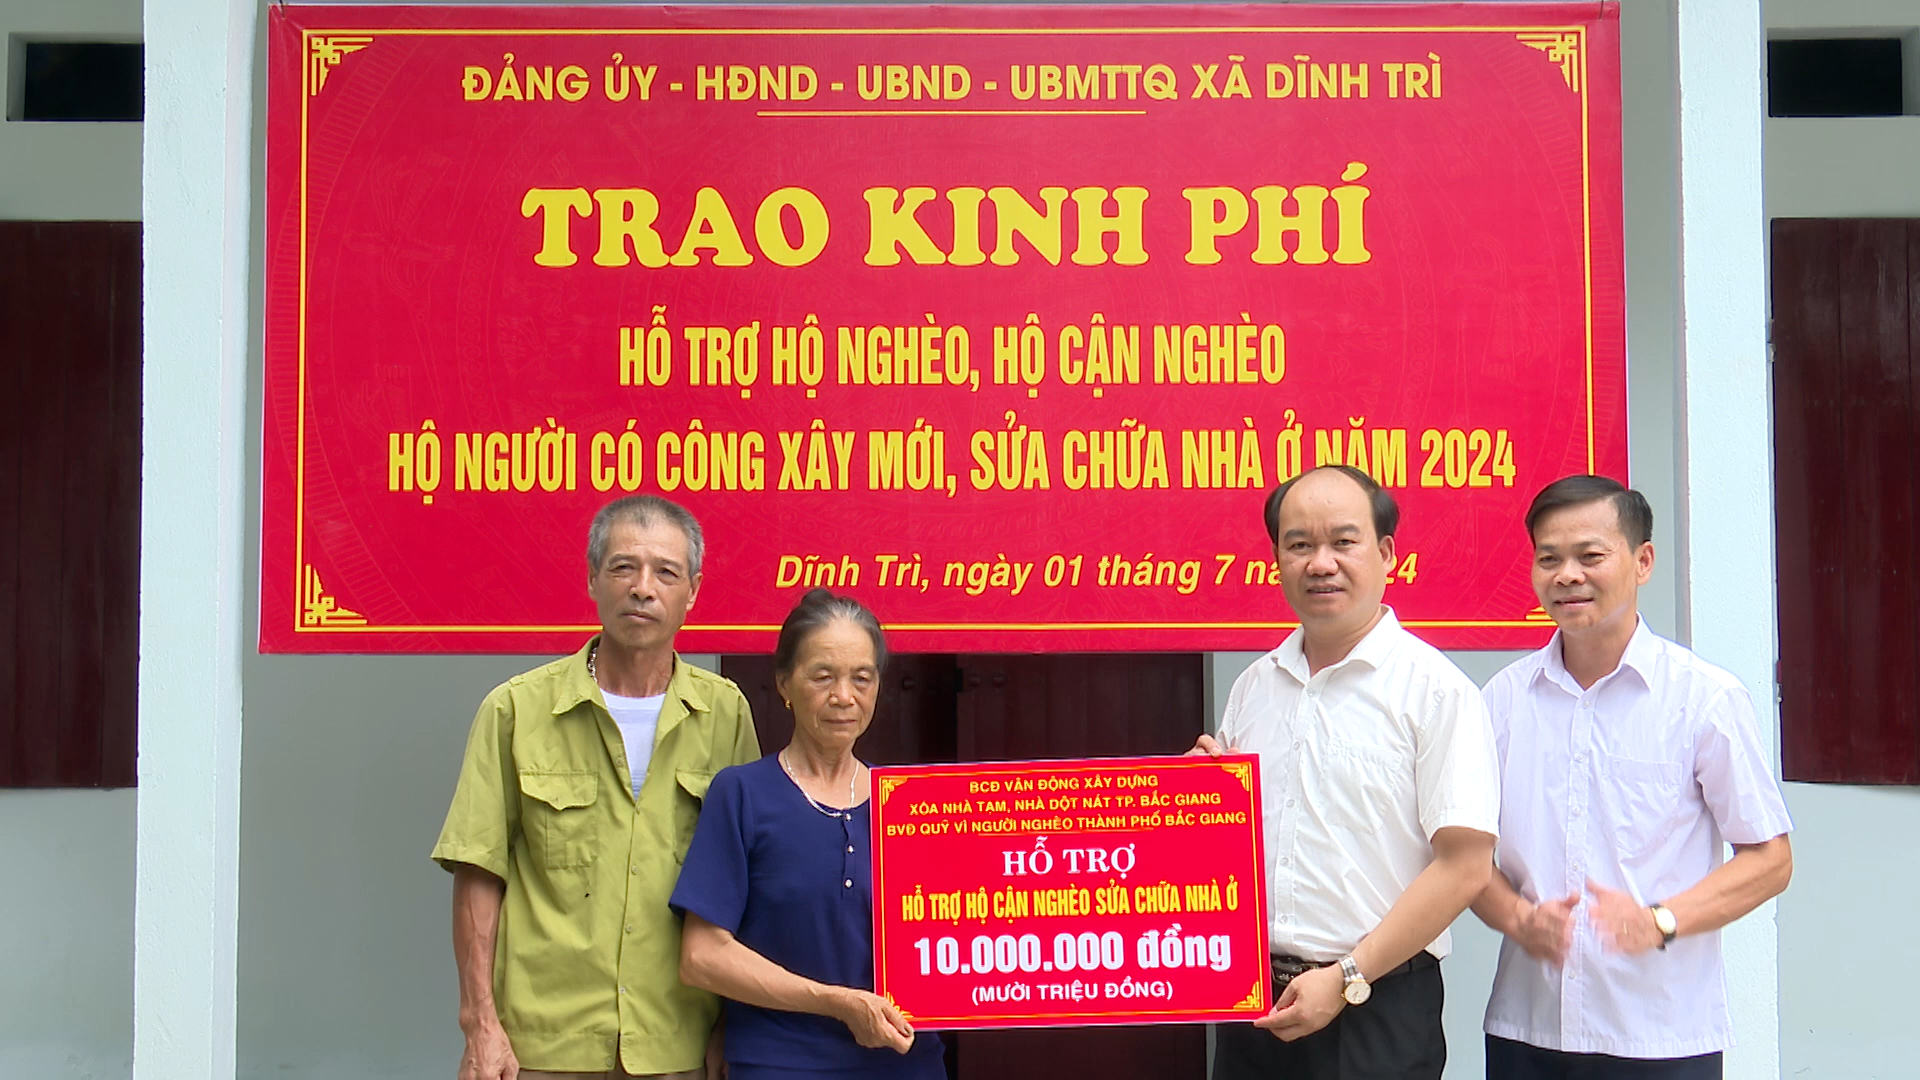 ĐẢNG ỦY - HĐND - UBND - UBMTTQ XÃ DĨNH TRÌ
TRAO KINH PHÍ
HỖ TRỢ HỘ NGHÈO, HỘ CẬN NGHÈO
HỘ NGƯỜI CÓ CÔNG XÂY MỚI, SỬA CHỮA NHÀ Ở NĂM 2024
Dĩnh Trì, ngày 01 tháng 7
BCĐ VẬN ĐỘNG XÂY DỰNG
XÓA NHÀ TẠM, NHÀ DỘT NÁT TP. BẮC GIANG
BVĐ QUỸ VÌ NGƯỜI NGHÈO THÀNH PHỐ BẮC GIANG
HỖ TRỢ
HỖ TRỢ HỘ CẬN NGHÈO SỬA CHỮA NHÀ Ở
10.000.000 đồng
(MƯỜI TRIỆU ĐỒNG)